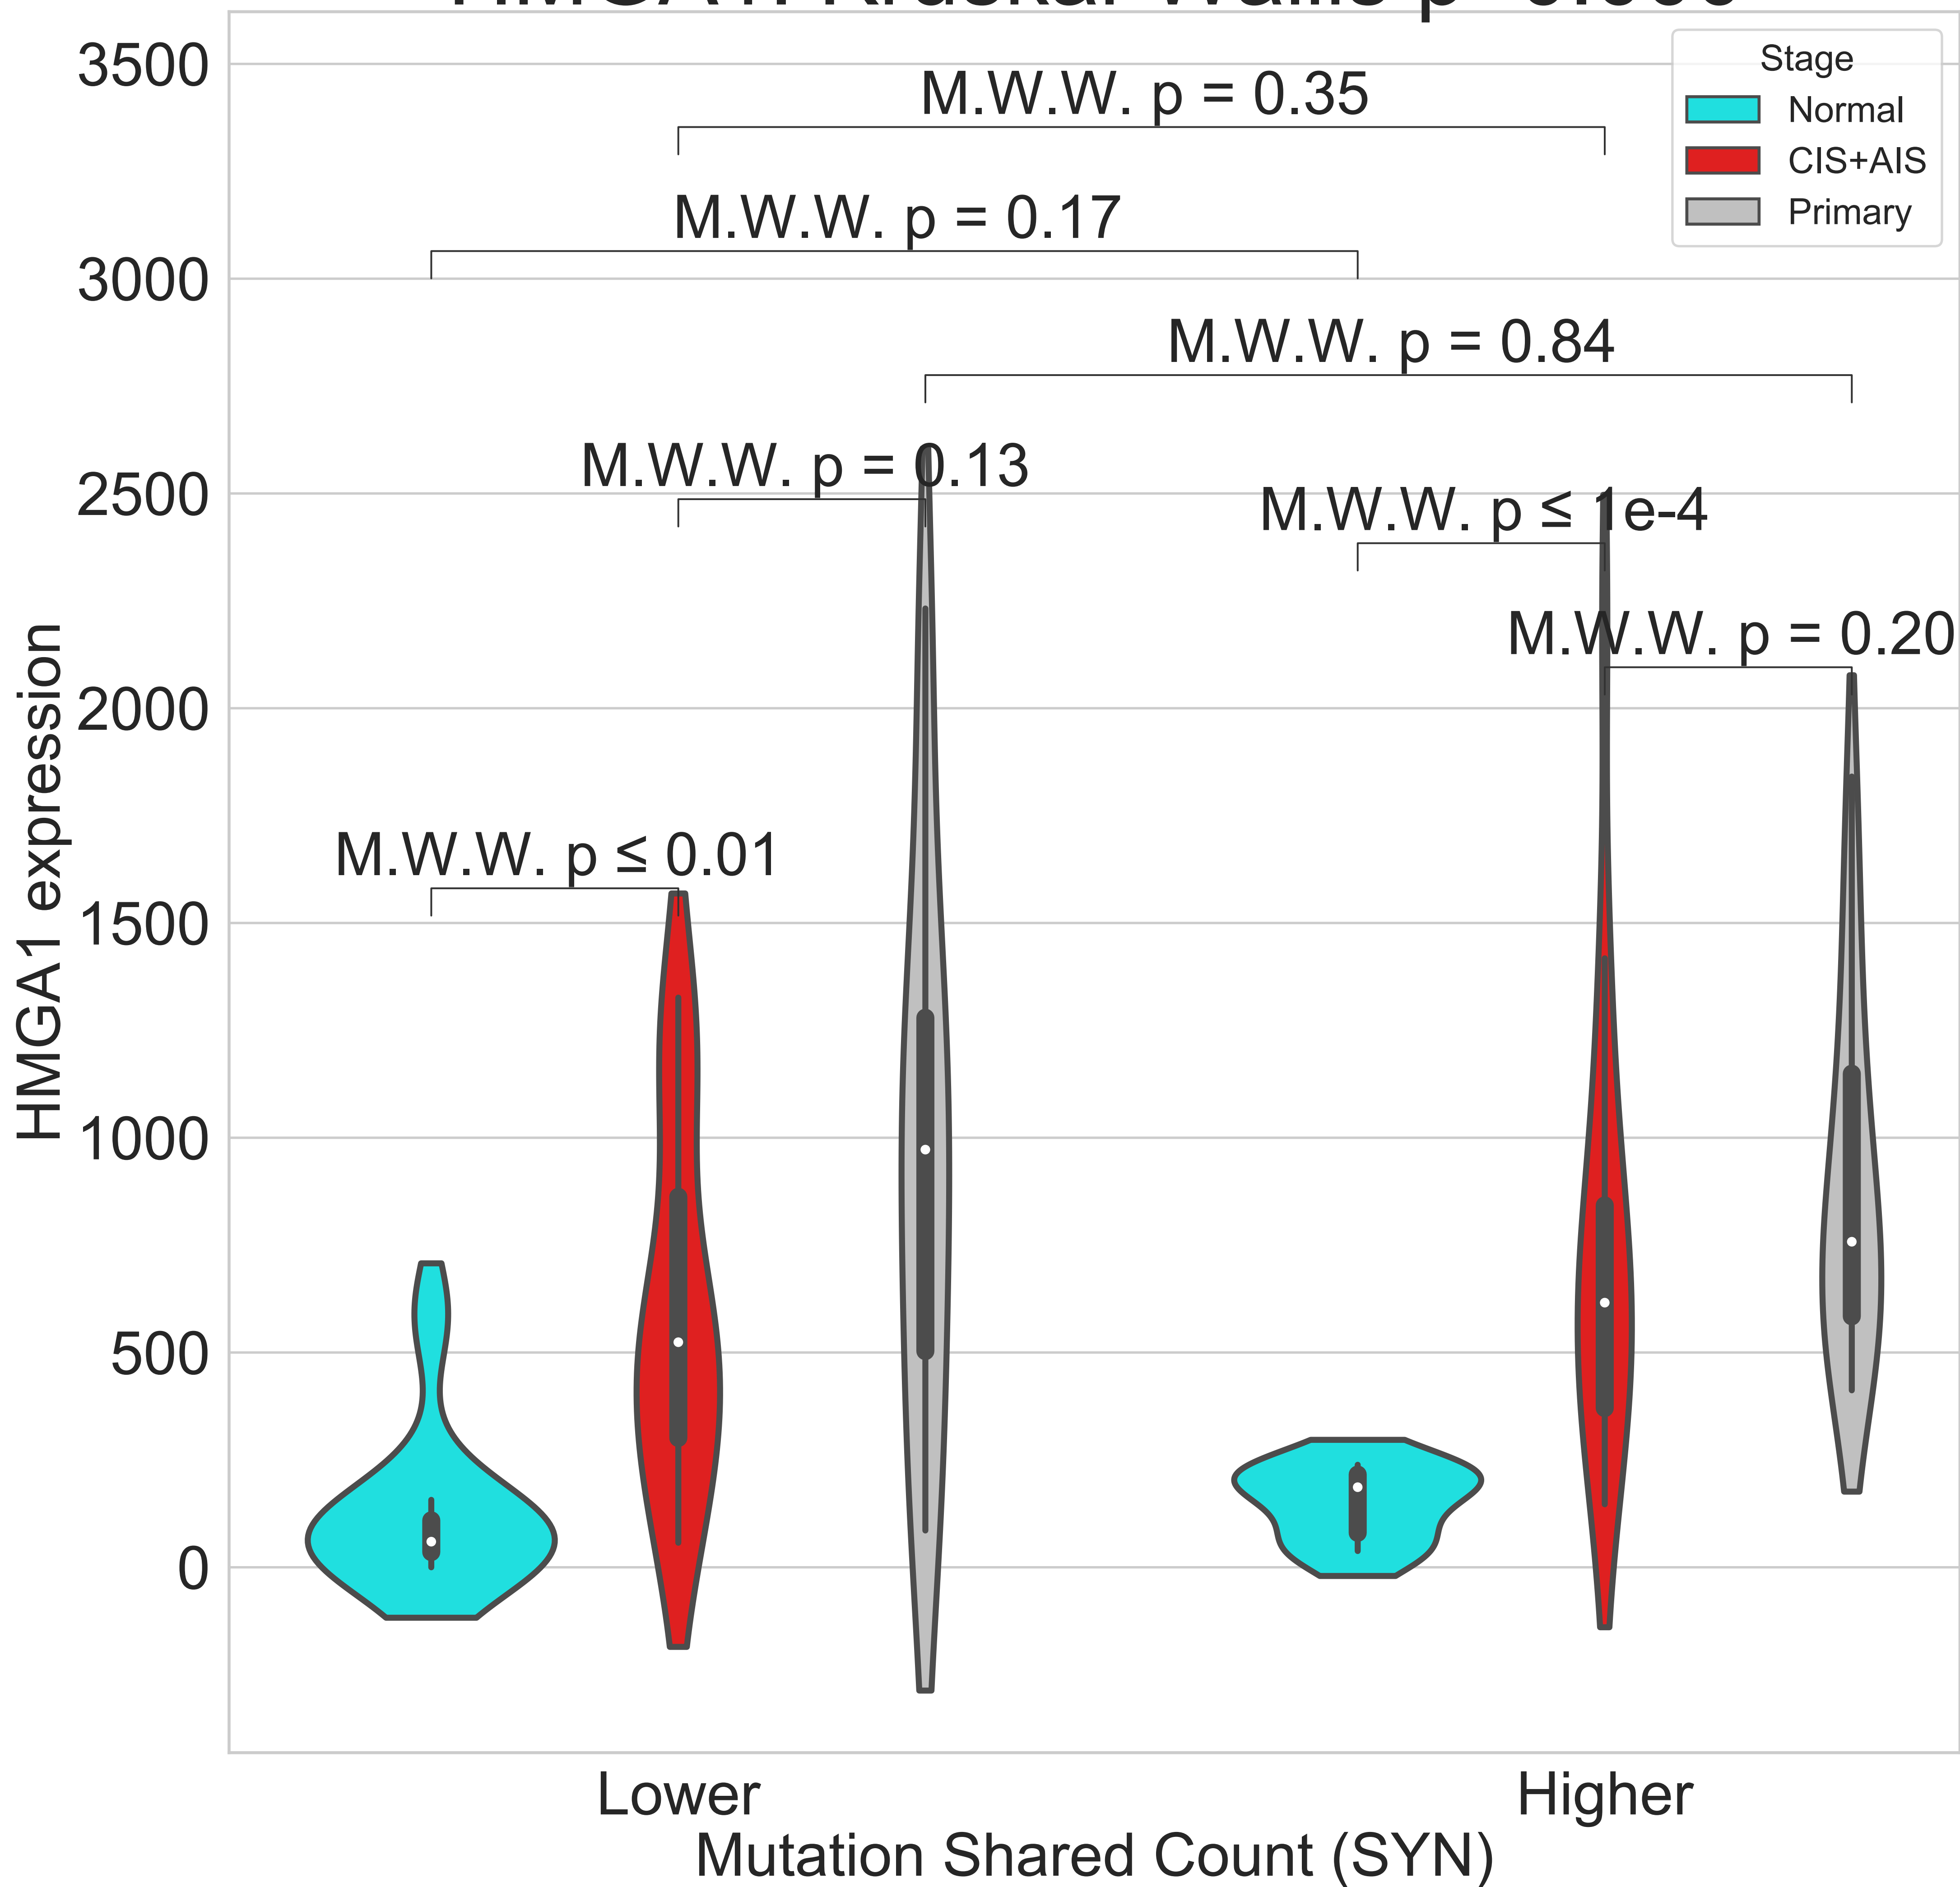 3500
3000
2500
2000
1500
1000
500
0
HMGA1 expression
Stage
Normal
CIS+AIS
Primary
M.W.W. p = 0.35
M.W.W. p = 0.17
M.W.W. p = 0.84
M.W.W. p = 0.13
M.W.W. p ≤ 1e-4
M.W.W. p = 0.20
M.W.W. p ≤ 0.01
Lower
Higher
Mutation Shared Count (SYN)